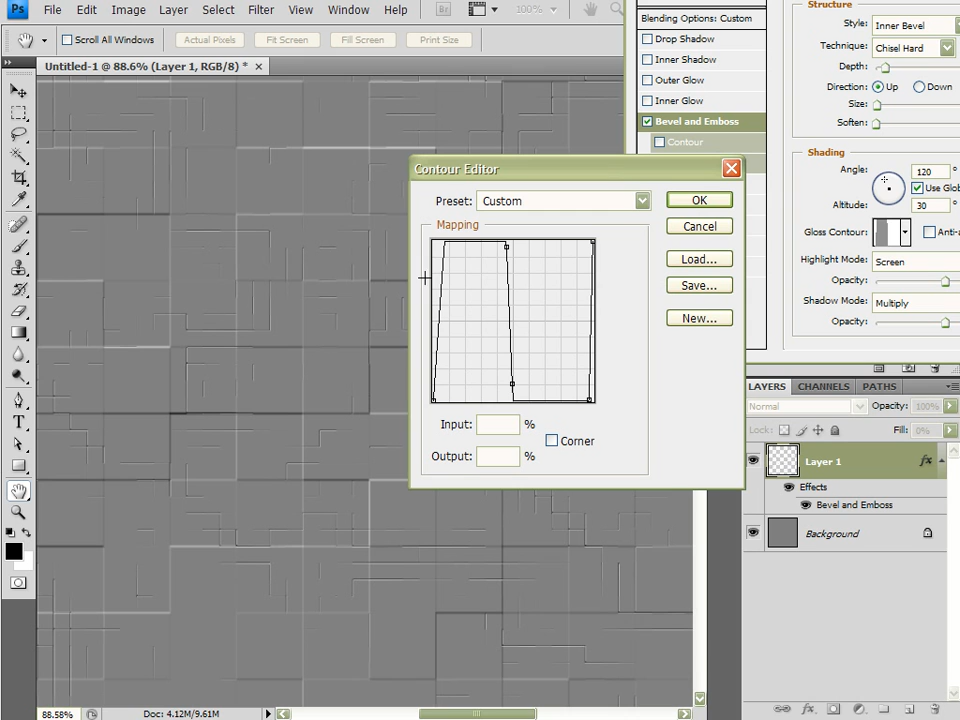 Ps File Edit Image Layer Select Filter View Window Help Br 100%
Scroll All Windows Actual Pixels Fit Screen Fill Screen Print Size
Untitled-1 @ 88.6% (Layer 1, RGB/8) * ×
Blending Options: Custom
Drop Shadow
Inner Shadow
Outer Glow
Inner Glow
Bevel and Emboss
Contour
Structure
Style: Inner Bevel
Technique: Chisel Hard
Depth:
Direction: Up Down
Size:
Soften:
Shading
Angle: 120 °
Use Glob
Altitude: 30 °
Gloss Contour: Anti-a
Highlight Mode: Screen
Opacity:
Shadow Mode: Multiply
Opacity:
Contour Editor
Preset: Custom
OK
Mapping
Cancel
Load...
Save...
New...
Input: %
Corner
Output: %
LAYERS CHANNELS PATHS
Normal Opacity: 100%
Lock: Fill: 0%
Layer 1 fx
Effects
Bevel and Emboss
Background
fx
T
88.58% Doc: 4.12M/9.61M